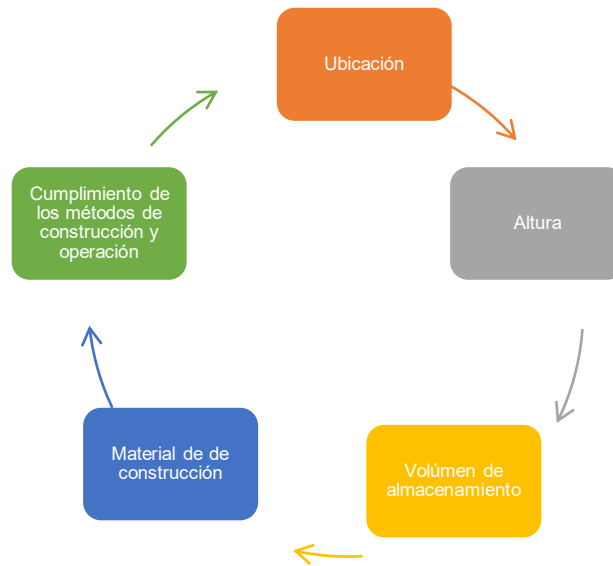 Ubicación
Altura
Volúmen de
almacenamiento
Material de de
construcción
Cumplimiento de
los métodos de
construcción y
operación